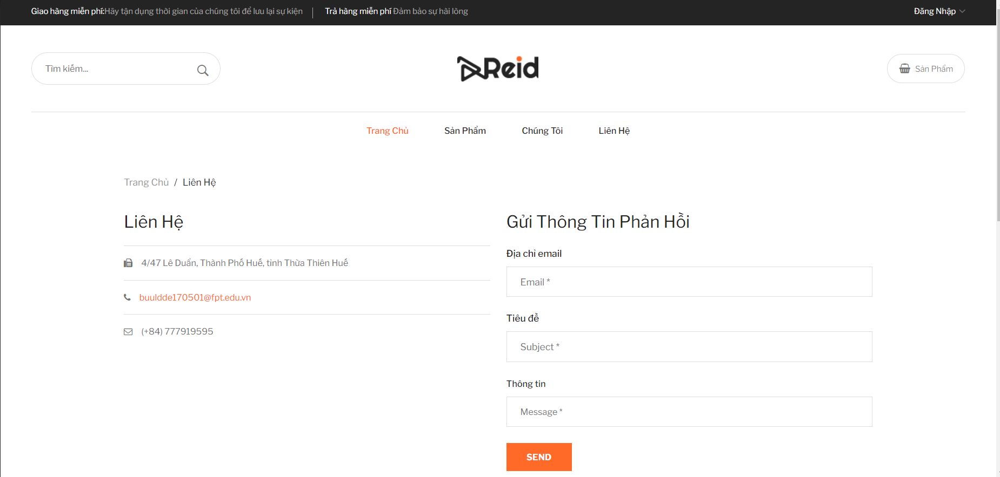 Giao hàng miễn phí:Hãy tận dụng thời gian của chúng tôi để lưu lại sự kiện
Trả hàng miễn phí Đảm bảo sự hài lòng
Đăng Nhập
Tìm kiếm...
Reid
Sản Phẩm
Trang Chủ
Sản Phẩm
Chúng Tôi
Liên Hệ
Trang Chủ / Liên Hệ
Liên Hệ
4/47 Lê Duẩn, Thành Phố Huế, tỉnh Thừa Thiên Huế
buuldde170501@fpt.edu.vn
(+84) 777919595
Gửi Thông Tin Phản Hồi
Địa chỉ email
Email *
Tiêu đề
Subject *
Thông tin
Message *
SEND